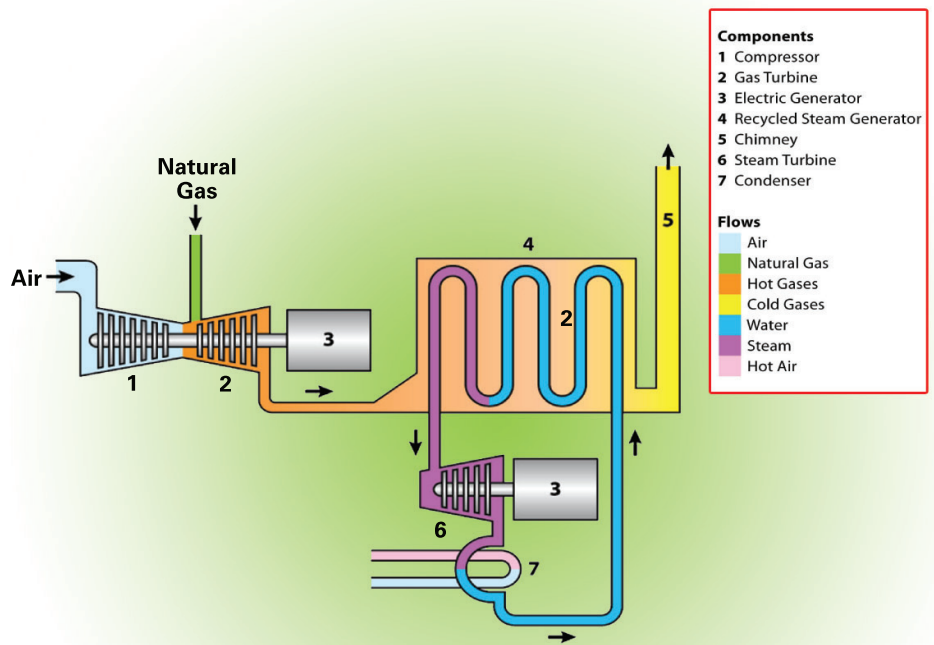 Natural
Gas
Air
1
2
3
4
2
5
3
6
7
Components
1 Compressor
2 Gas Turbine
3 Electric Generator
4 Recycled Steam Generator
5 Chimney
6 Steam Turbine
7 Condenser
Flows
Air
Natural Gas
Hot Gases
Cold Gases
Water
Steam
Hot Air